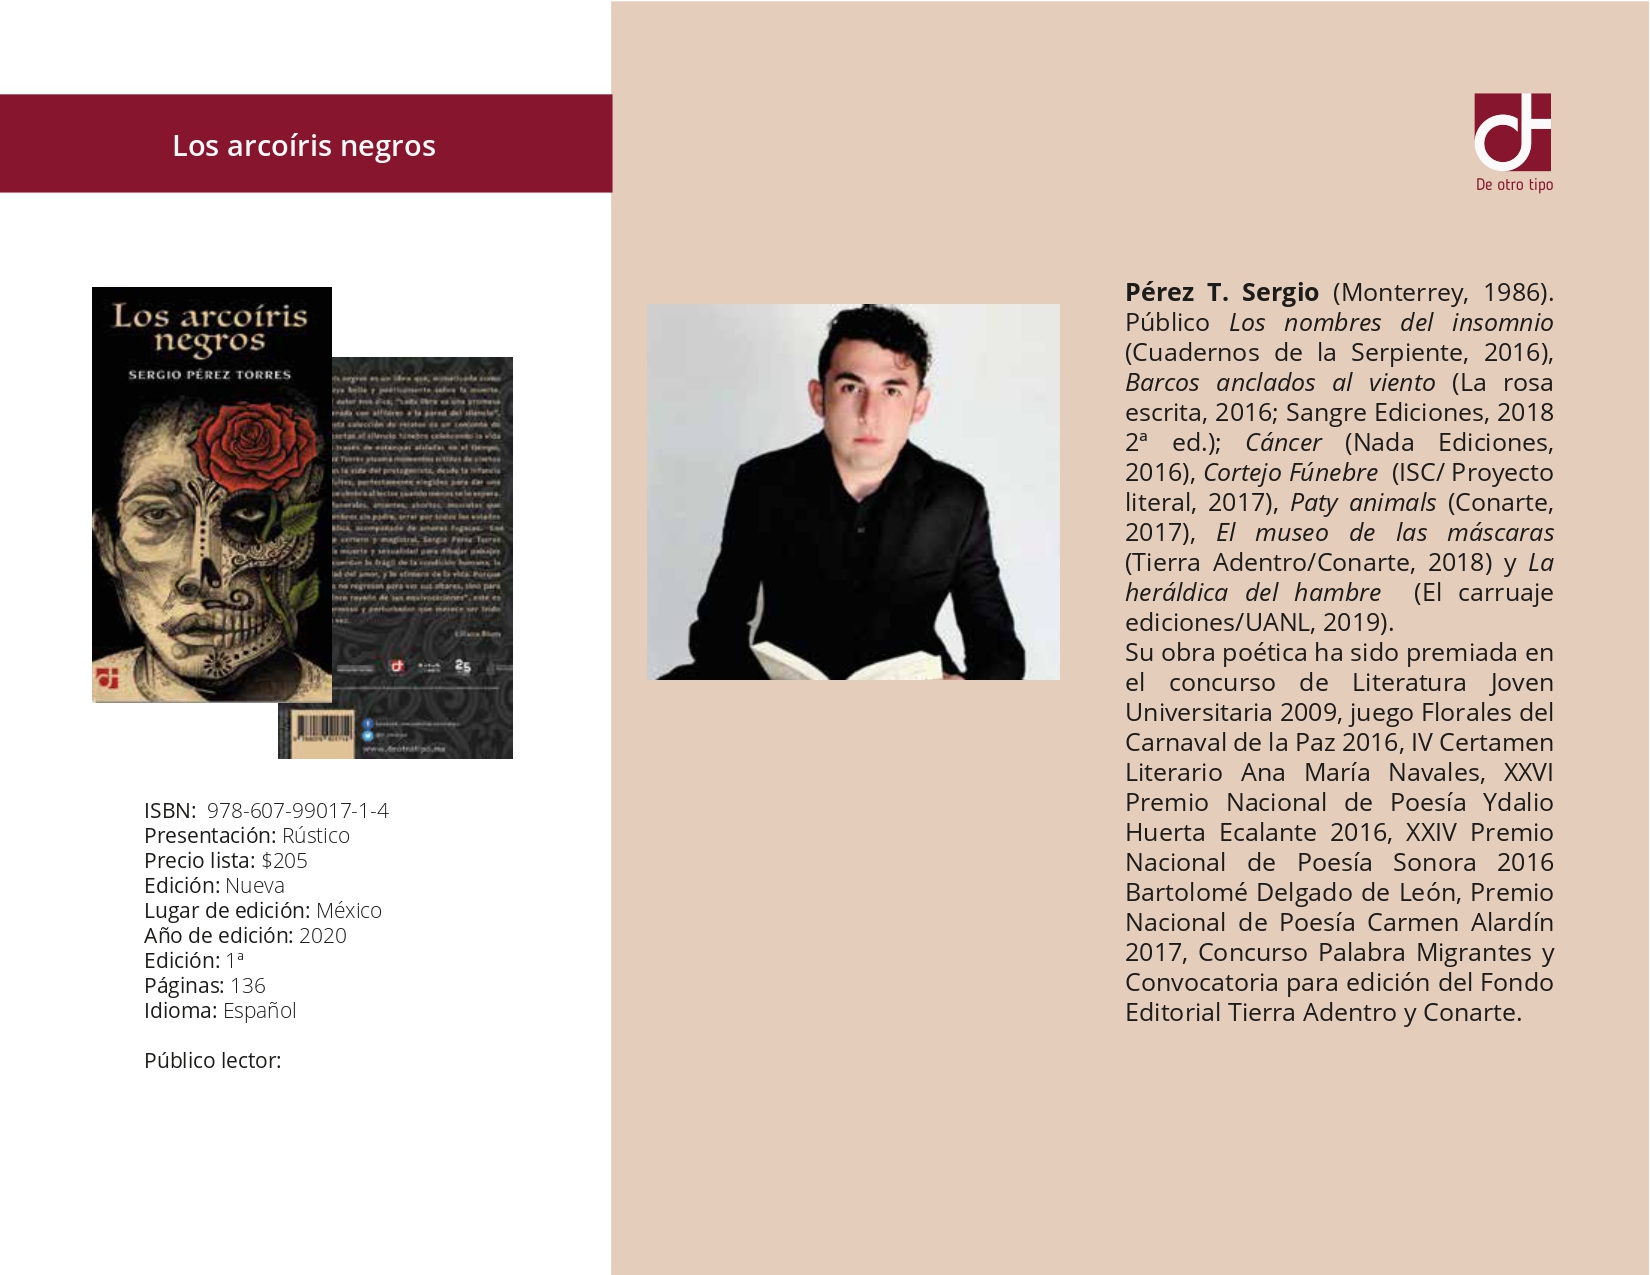 Los arcoíris negros
De otro tipo
Los arcoíris
negros
SERGIO PÉREZ TORRES
Liliana Blum
25
www.deotrotipo.mx
ISBN:  978-607-99017-1-4
Presentación: Rústico
Precio lista: $205
Edición: Nueva
Lugar de edición: México
Año de edición: 2020
Edición: 1ª
Páginas: 136
Idioma: Español
Público lector:
Pérez T. Sergio (Monterrey, 1986).
Público Los nombres del insomnio
(Cuadernos de la Serpiente, 2016),
Barcos anclados al viento (La rosa
escrita, 2016; Sangre Ediciones, 2018
2ª ed.); Cáncer (Nada Ediciones,
2016), Cortejo Fúnebre (ISC/ Proyecto
literal, 2017), Paty animals (Conarte,
2017), El museo de las máscaras
(Tierra Adentro/Conarte, 2018) y La
heráldica del hambre (El carruaje
ediciones/UANL, 2019).
Su obra poética ha sido premiada en
el concurso de Literatura Joven
Universitaria 2009, juego Florales del
Carnaval de la Paz 2016, IV Certamen
Literario Ana María Navales, XXVI
Premio Nacional de Poesía Ydalio
Huerta Ecalante 2016, XXIV Premio
Nacional de Poesía Sonora 2016
Bartolomé Delgado de León, Premio
Nacional de Poesía Carmen Alardín
2017, Concurso Palabra Migrantes y
Convocatoria para edición del Fondo
Editorial Tierra Adentro y Conarte.